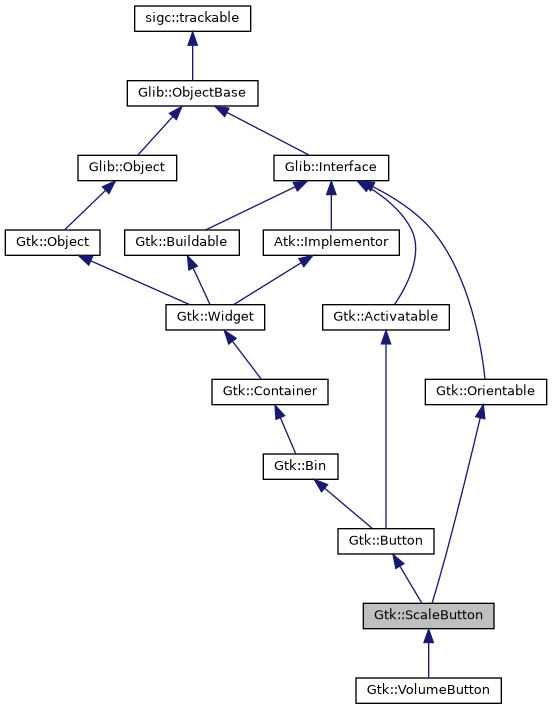 sigc::trackable
Glib::ObjectBase
Glib::Object
Glib::Interface
Gtk::Object
Gtk::Buildable
Atk::Implementor
Gtk::Widget
Gtk::Activatable
Gtk::Container
Gtk::Orientable
Gtk::Bin
Gtk::Button
Gtk::ScaleButton
Gtk::VolumeButton